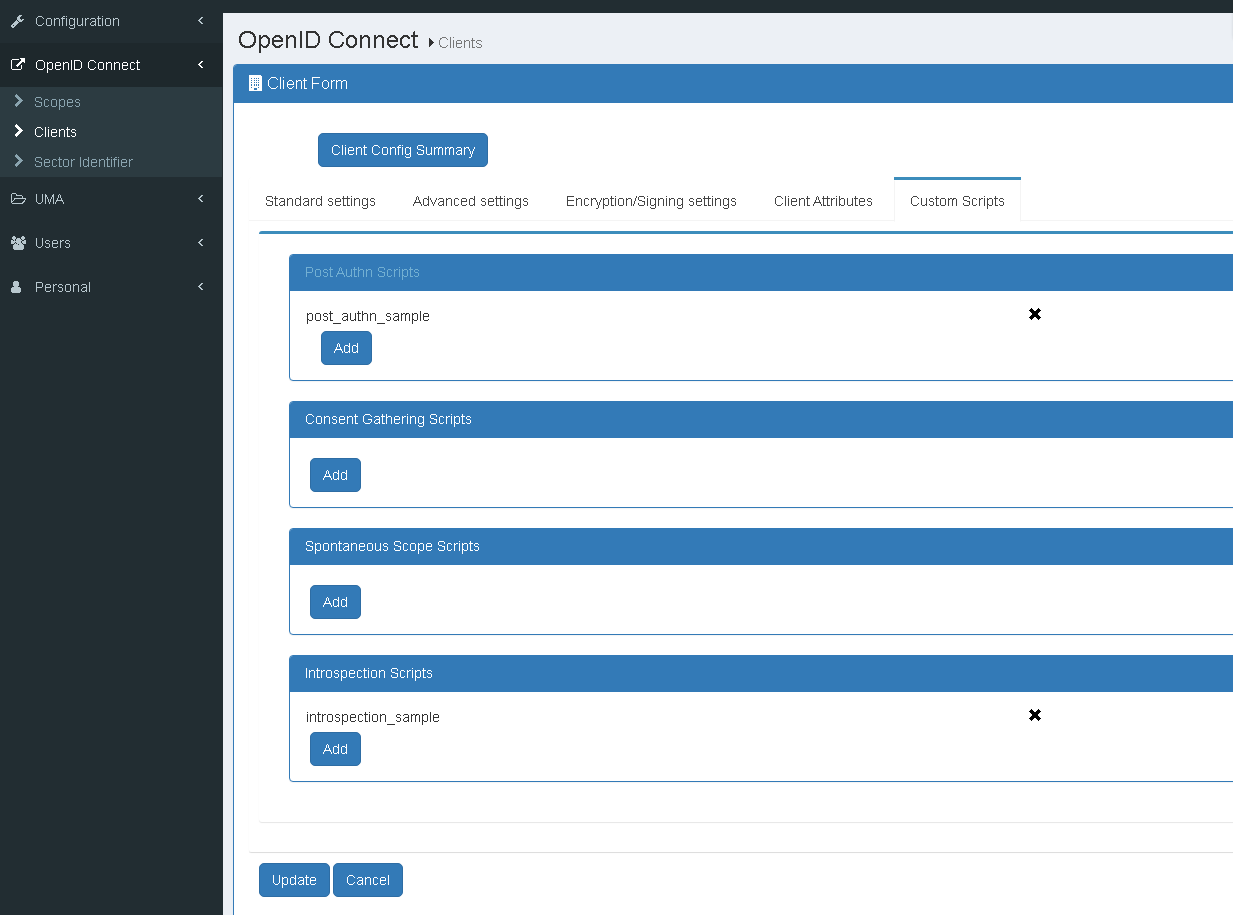 Configuration
OpenID Connect
Scopes
Clients
Sector Identifier
UMA
Users
Personal
OpenID Connect Clients
Client Form
Client Config Summary
Standard settings Advanced settings Encryption/Signing settings Client Attributes Custom Scripts
Post Authn Scripts
post_authn_sample
Add
Consent Gathering Scripts
Add
Spontaneous Scope Scripts
Add
Introspection Scripts
introspection_sample
Add
Update Cancel